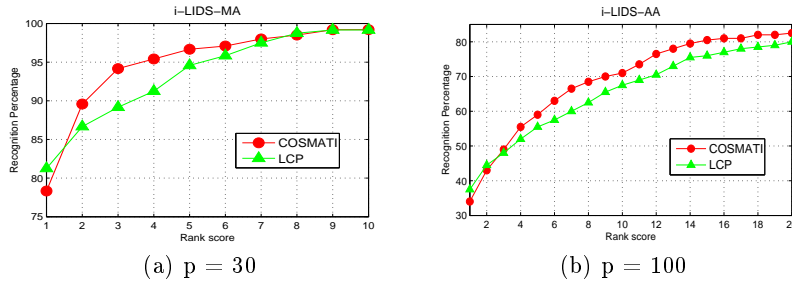 i-LIDS-MA
Recognition Percentage
100
95
90
85
80
75
1 2 3 4 5 6 7 8 9 10
Rank score
COSMATI
LCP
(a) p = 30
i-LIDS-AA
Recognition Percentage
80
70
60
50
40
30
2 4 6 8 10 12 14 16 18 20
Rank score
COSMATI
LCP
(b) p = 100